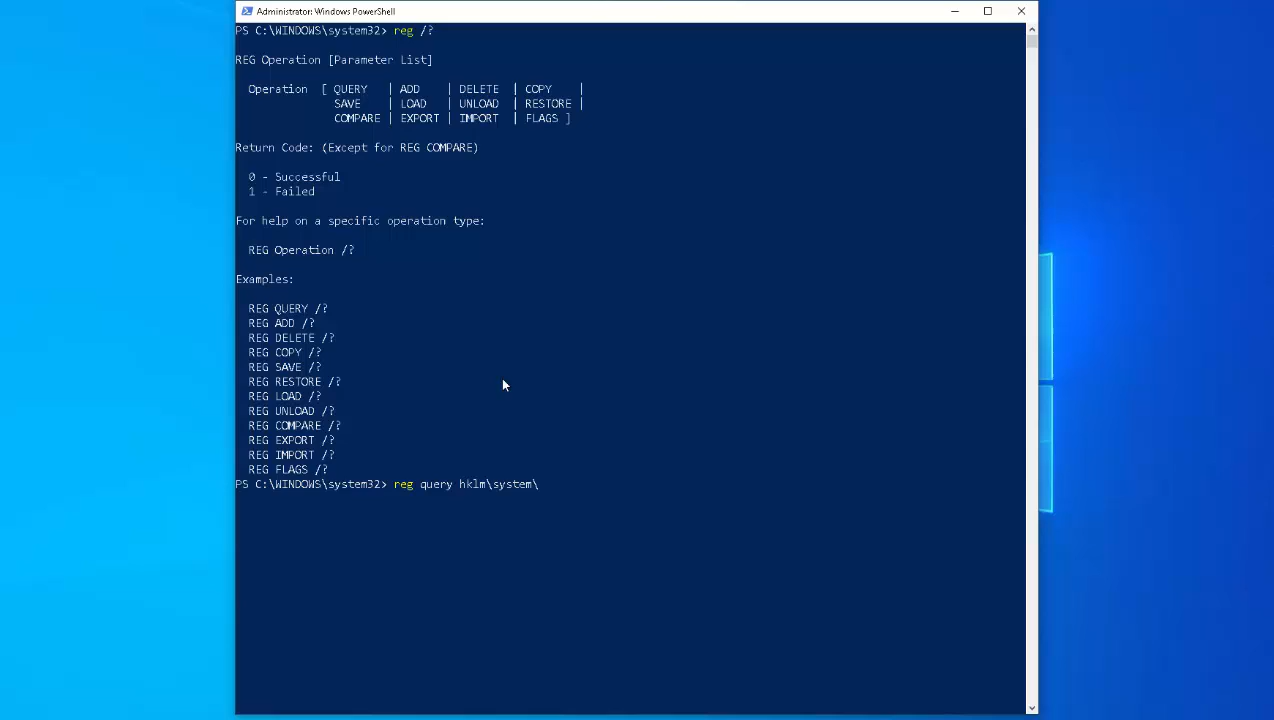 Administrator: Windows PowerShell
PS C:\WINDOWS\system32> reg /?
REG Operation [Parameter List]
Operation  [ QUERY   | ADD    | DELETE  | COPY    |
SAVE    | LOAD   | UNLOAD  | RESTORE |
COMPARE | EXPORT | IMPORT  | FLAGS ]
Return Code: (Except for REG COMPARE)
0 - Successful
1 - Failed
For help on a specific operation type:
REG Operation /?
Examples:
REG QUERY /?
REG ADD /?
REG DELETE /?
REG COPY /?
REG SAVE /?
REG RESTORE /?
REG LOAD /?
REG UNLOAD /?
REG COMPARE /?
REG EXPORT /?
REG IMPORT /?
REG FLAGS /?
PS C:\WINDOWS\system32> reg query hklm\system\